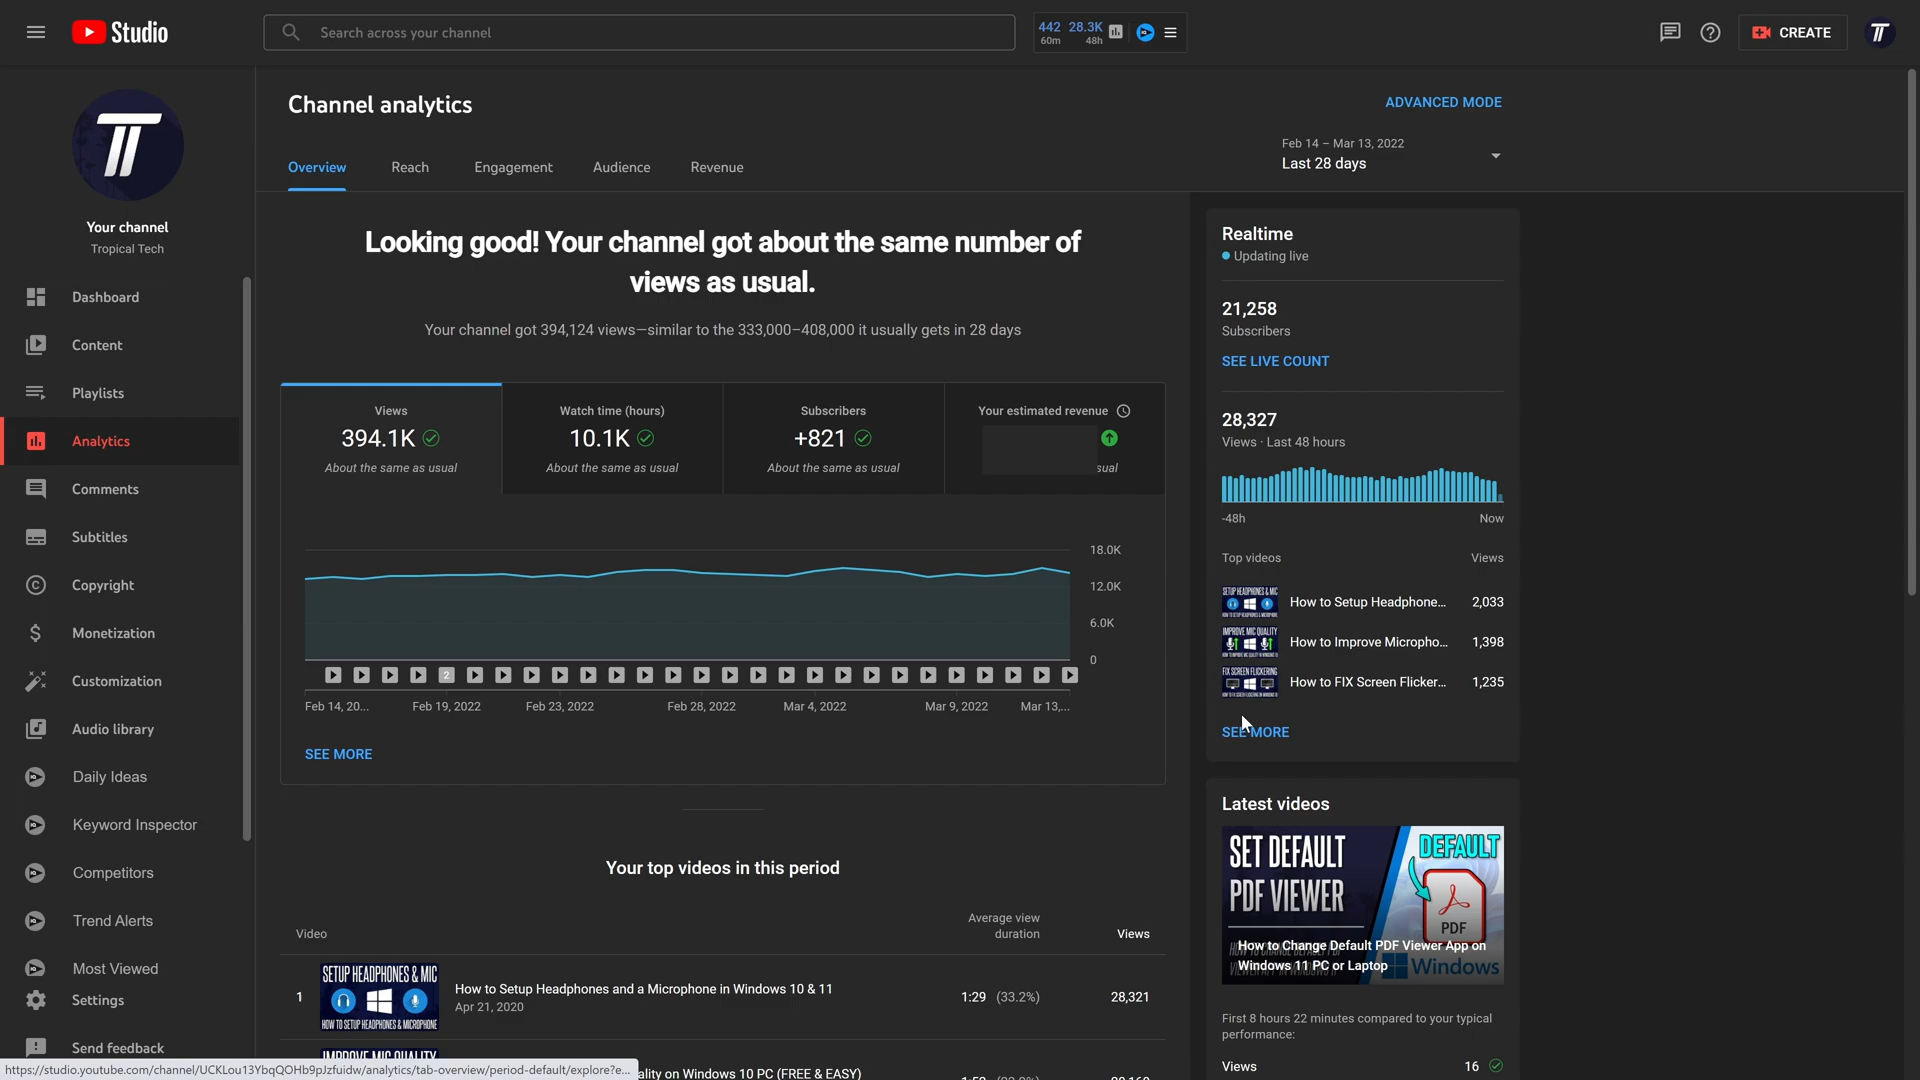 Studio
Search across your channel
442 28.3K
60m 48h
CREATE
Your channel
Tropical Tech
Dashboard
Content
Playlists
Analytics
Comments
Subtitles
Copyright
Monetization
Customization
Audio library
Daily Ideas
Keyword Inspector
Competitors
Trend Alerts
Most Viewed
Settings
Send feedback
https://studio.youtube.com/channel/UCKLou13YbqQOHb9pJzfuidw/analytics/tab-overview/period-default/explore?e...
Channel analytics
ADVANCED MODE
Overview Reach Engagement Audience Revenue
Feb 14 – Mar 13, 2022
Last 28 days
Looking good! Your channel got about the same number of
views as usual.
Your channel got 394,124 views—similar to the 333,000–408,000 it usually gets in 28 days
Views
394.1K
About the same as usual
Watch time (hours)
10.1K
About the same as usual
Subscribers
+821
About the same as usual
Your estimated revenue
sual
18.0K
12.0K
6.0K
0
2
Feb 14, 20... Feb 19, 2022 Feb 23, 2022 Feb 28, 2022 Mar 4, 2022 Mar 9, 2022 Mar 13,...
SEE MORE
Your top videos in this period
Video
Average view
duration
Views
1
SETUP HEADPHONES & MIC
HOW TO SETUP HEADPHONES & MICROPHONE
How to Setup Headphones and a Microphone in Windows 10 & 11
Apr 21, 2020
1:29 (33.2%) 28,321
IMPROVE MIC QUALITY
ality on Windows 10 PC (FREE & EASY)
Realtime
Updating live
21,258
Subscribers
SEE LIVE COUNT
28,327
Views · Last 48 hours
-48h Now
Top videos Views
SETUP HEADPHONES & MIC
How to Setup Headphone... 2,033
IMPROVE MIC QUALITY
How to Improve Micropho... 1,398
FIX SCREEN FLICKERING
How to FIX Screen Flicker... 1,235
SEE MORE
Latest videos
SET DEFAULT
PDF VIEWER
DEFAULT
PDF
Windows
How to Change Default PDF Viewer App on
Windows 11 PC or Laptop
First 8 hours 22 minutes compared to your typical
performance:
Views 16